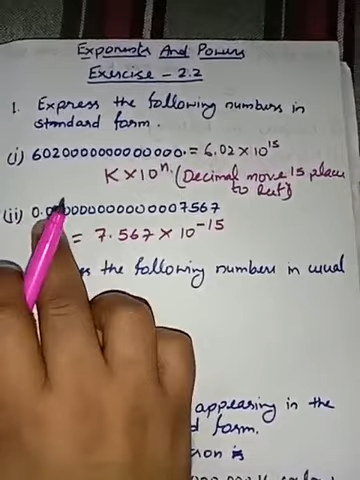 Exponents And Powers
Exercise - 2.2
1. Express the following numbers in
standard form.
(i) 6020000000000000. = 6.02 × 10¹⁵
K × 10ⁿ. (Decimal move 15 place
to left)
(ii) 0.00000000000007567
= 7.567 × 10⁻¹⁵
the following numbers in usual
appearing in the
form.